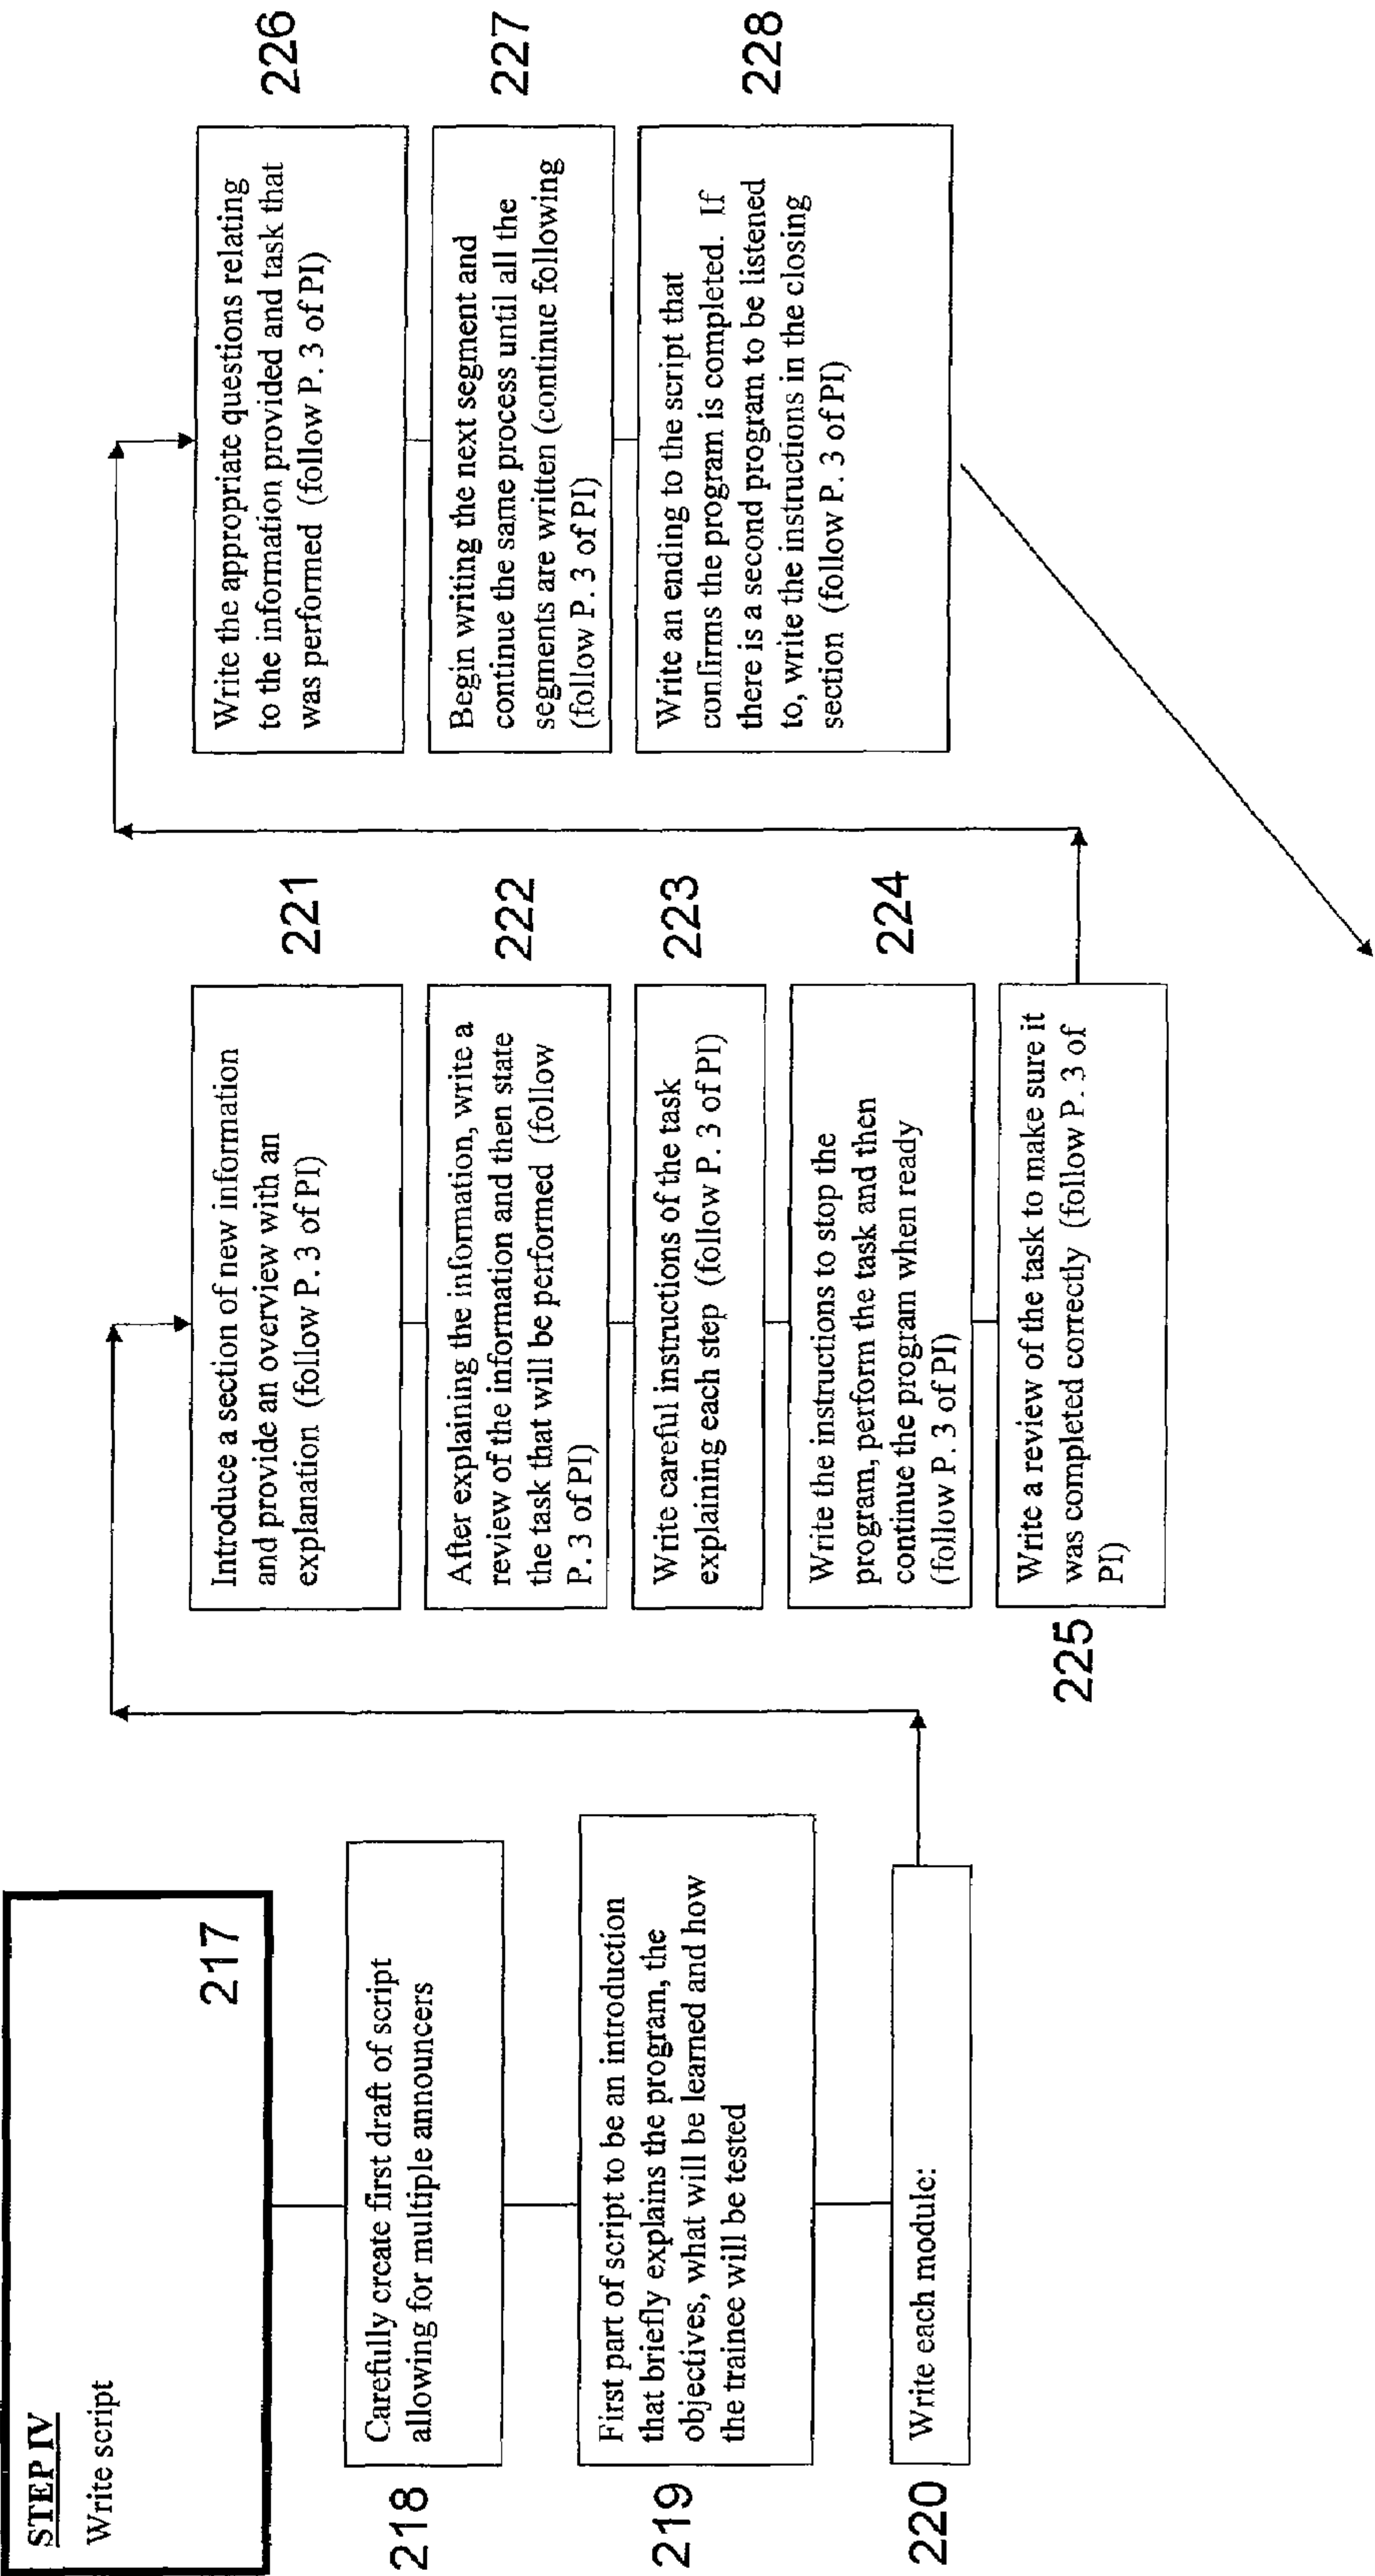 STEP IV
Write script
217
218
Carefully create first draft of script
allowing for multiple announcers
219
First part of script to be an introduction
that briefly explains the program, the
objectives, what will be learned and how
the trainee will be tested
220
Write each module:
221
Introduce a section of new information
and provide an overview with an
explanation (follow P. 3 of PI)
222
After explaining the information, write a
review of the information and then state
the task that will be performed (follow
P. 3 of PI)
223
Write careful instructions of the task
explaining each step (follow P. 3 of PI)
224
Write the instructions to stop the
program, perform the task and then
continue the program when ready
(follow P. 3 of PI)
225
Write a review of the task to make sure it
was completed correctly (follow P. 3 of
PI)
226
Write the appropriate questions relating
to the information provided and task that
was performed (follow P. 3 of PI)
227
Begin writing the next segment and
continue the same process until all the
segments are written (continue following
(follow P. 3 of PI)
228
Write an ending to the script that
confirms the program is completed. If
there is a second program to be listened
to, write the instructions in the closing
section (follow P. 3 of PI)